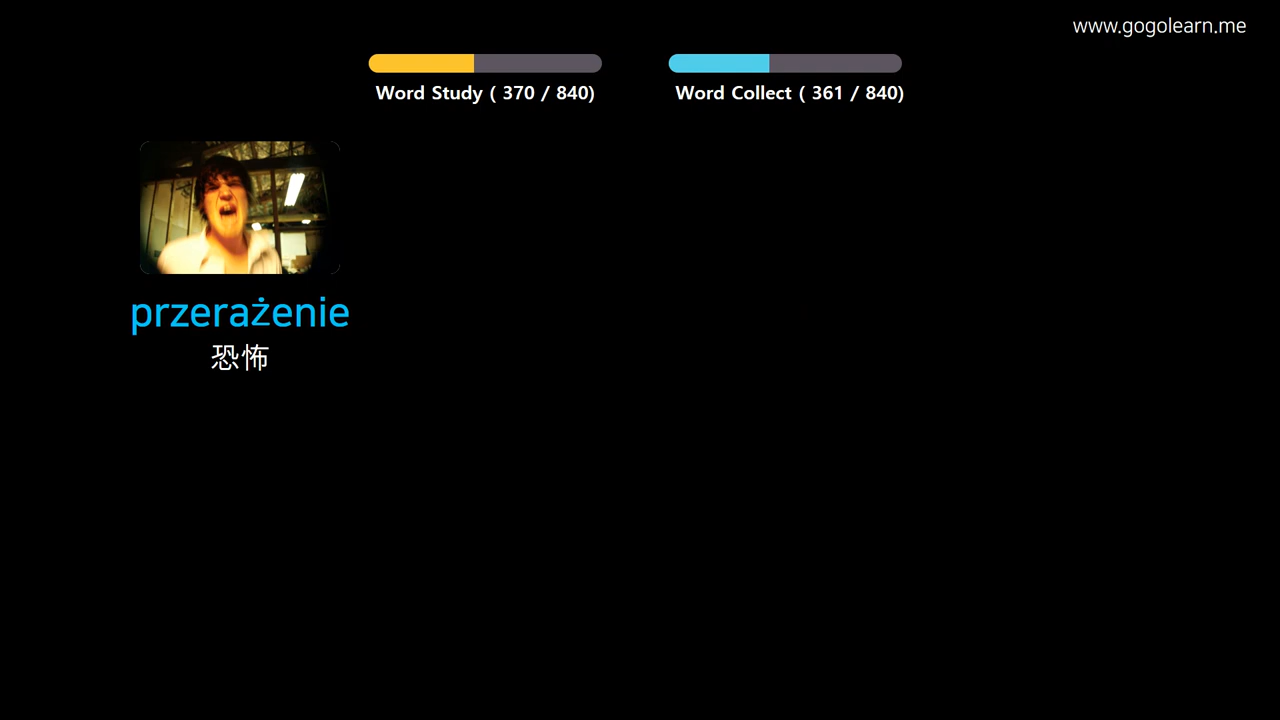 www.gogolearn.me
Word Study ( 370 / 840)
Word Collect ( 361 / 840)
przerażenie
恐怖